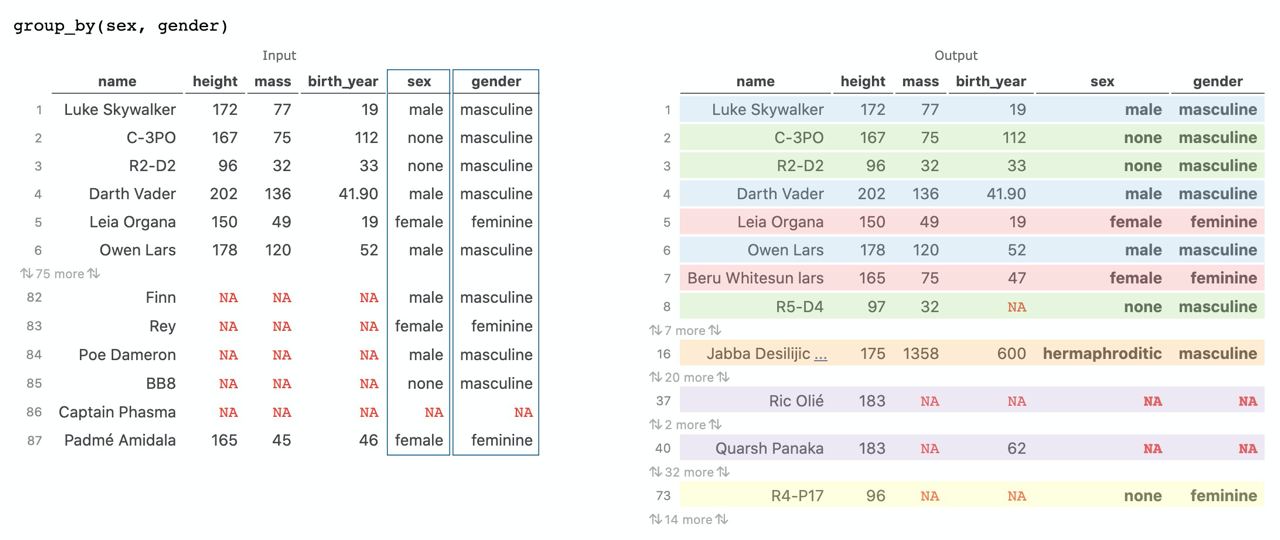 group_by(sex, gender)
Input
name height mass birth_year sex gender
1 Luke Skywalker 172 77 19 male masculine
2 C-3PO 167 75 112 none masculine
3 R2-D2 96 32 33 none masculine
4 Darth Vader 202 136 41.90 male masculine
5 Leia Organa 150 49 19 female feminine
6 Owen Lars 178 120 52 male masculine
⇅ 75 more ⇅
82 Finn NA NA NA male masculine
83 Rey NA NA NA female feminine
84 Poe Dameron NA NA NA male masculine
85 BB8 NA NA NA none masculine
86 Captain Phasma NA NA NA NA NA
87 Padmé Amidala 165 45 46 female feminine
Output
name height mass birth_year sex gender
1 Luke Skywalker 172 77 19 male masculine
2 C-3PO 167 75 112 none masculine
3 R2-D2 96 32 33 none masculine
4 Darth Vader 202 136 41.90 male masculine
5 Leia Organa 150 49 19 female feminine
6 Owen Lars 178 120 52 male masculine
7 Beru Whitesun lars 165 75 47 female feminine
8 R5-D4 97 32 NA none masculine
⇅ 7 more ⇅
16 Jabba Desilijic ... 175 1358 600 hermaphroditic masculine
⇅ 20 more ⇅
37 Ric Olié 183 NA NA NA NA
⇅ 2 more ⇅
40 Quarsh Panaka 183 NA 62 NA NA
⇅ 32 more ⇅
73 R4-P17 96 NA NA none feminine
⇅ 14 more ⇅